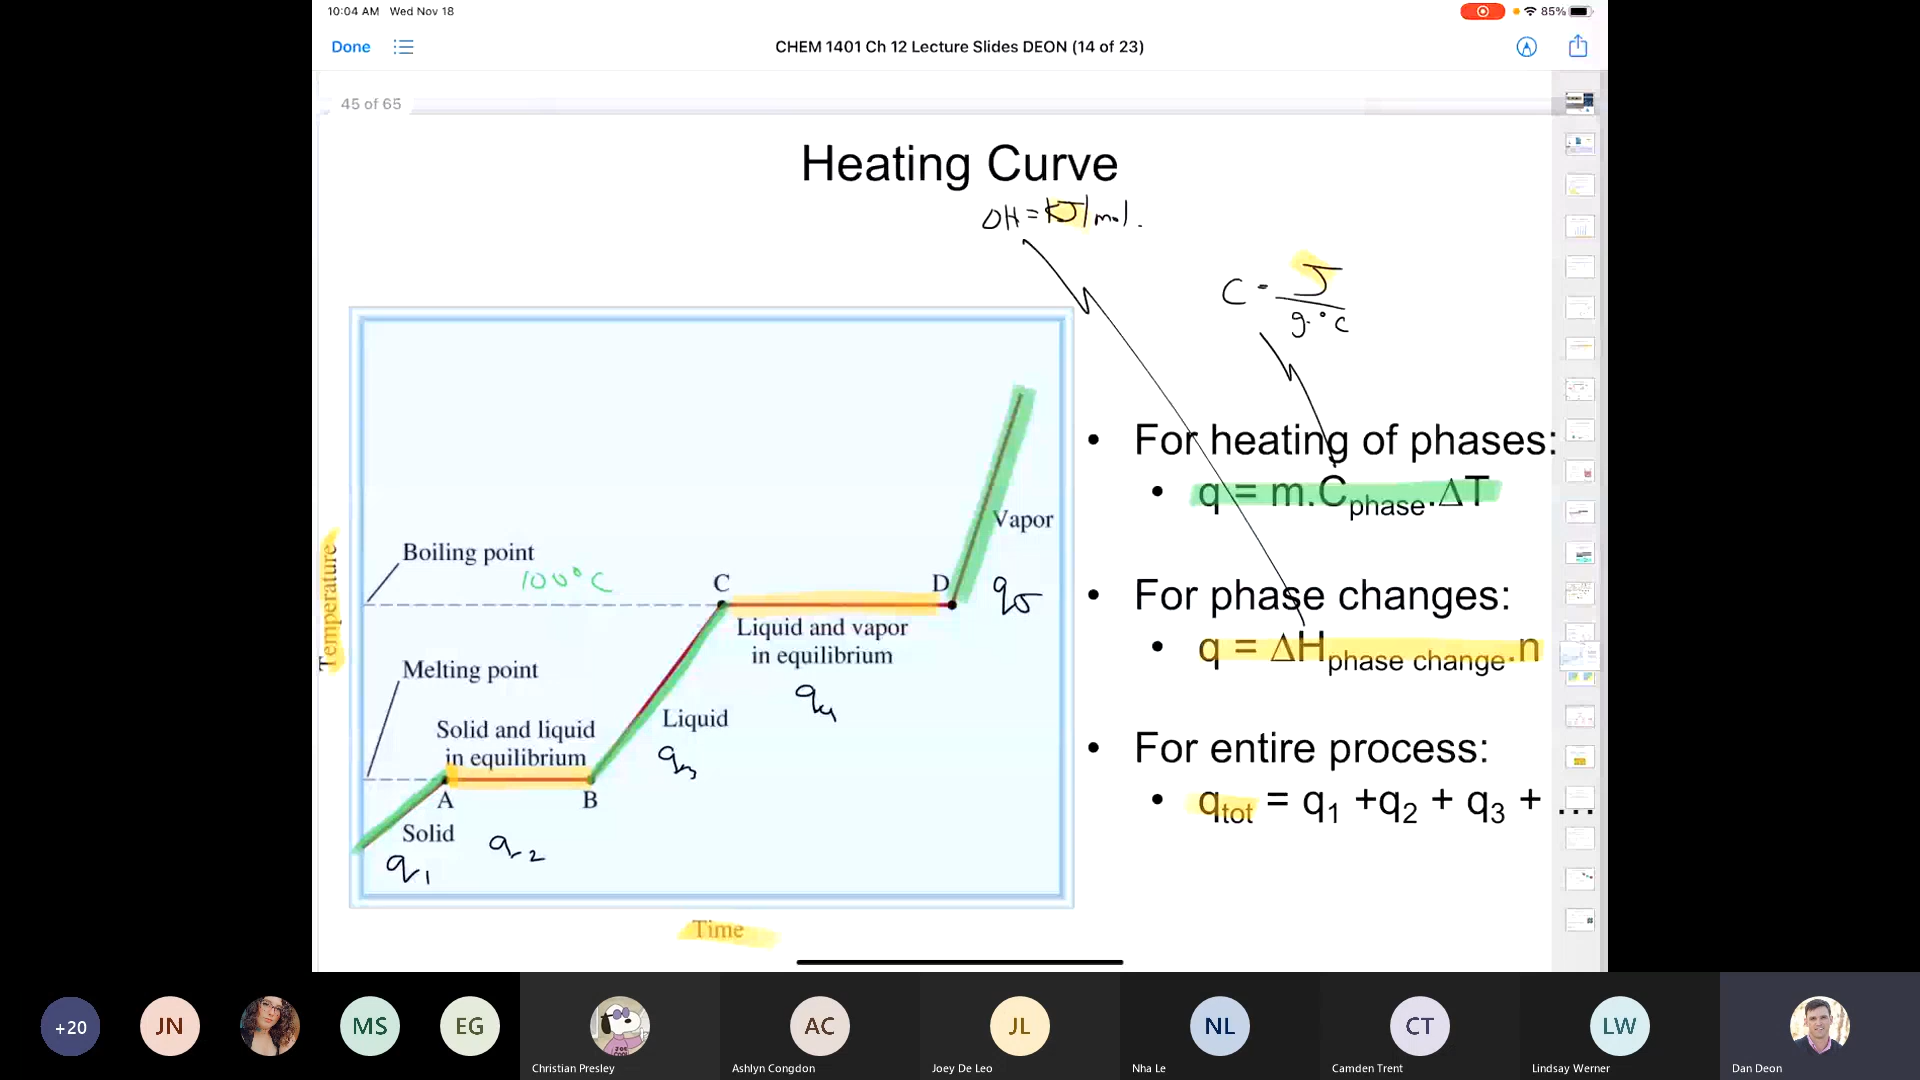 10:04 AM Wed Nov 18
85%
Done
CHEM 1401 Ch 12 Lecture Slides DEON (14 of 23)
45 of 65
Heating Curve
ΔH = kJ/mol.
C = J
g.°C
• For heating of phases:
• q = m.Cphase.ΔT
• For phase changes:
• q = ΔHphase change.n
• For entire process:
• qtot = q1 +q2 + q3 + ...
Temperature
Boiling point
100°C
C
D
Vapor
q5
Liquid and vapor
in equilibrium
q4
Melting point
Solid and liquid
in equilibrium
Liquid
q3
A
B
Solid
q1
q2
Time
+20
JN
MS
EG
Christian Presley
AC
Ashlyn Congdon
JL
Joey De Leo
NL
Nha Le
CT
Camden Trent
LW
Lindsay Werner
Dan Deon